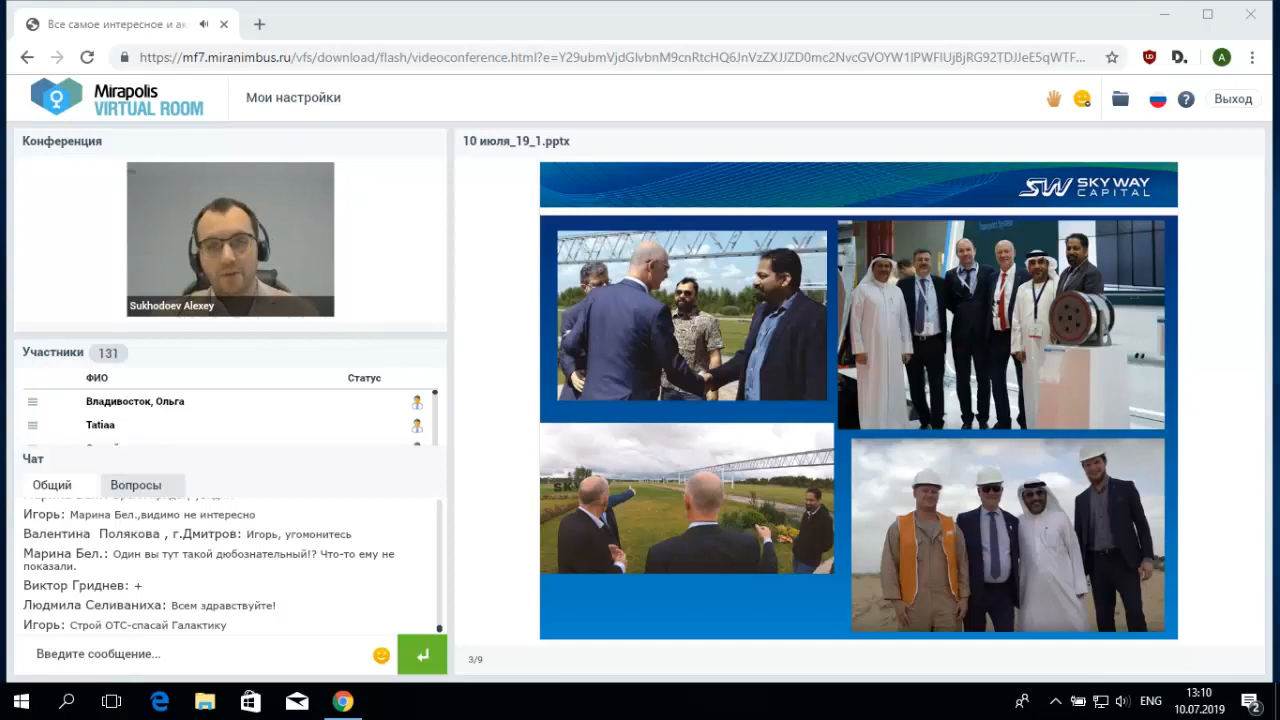 Все самое интересное и ак
https://mf7.miranimbus.ru/vfs/download/flash/videoconference.html?e=Y29ubmVjdGlvbnM9cnRtcHQ6JnVzZXJJZD0mc2NvcGVOYW1lPWFlUjBjRG92TDJJeE5qWTF...
A
Mirapolis
VIRTUAL ROOM
Мои настройки
Выход
Конференция
10 июля_19_1.pptx
SKY WAY
CAPITAL
Sukhodoev Alexey
Участники 131
ФИО Статус
Владивосток, Ольга
Tatiaa
Чат
Общий Вопросы
Игорь: Марина Бел.,видимо не интересно
Валентина Полякова , г.Дмитров: Игорь, угомонитесь
Марина Бел.: Один вы тут такой дюбознательный!? Что-то ему не
показали.
Виктор Гриднев: +
Людмила Селиваниха: Всем здравствуйте!
Игорь: Строй ОТС-спасай Галактику
Введите сообщение...
3/9
ENG
13:10
10.07.2019
2